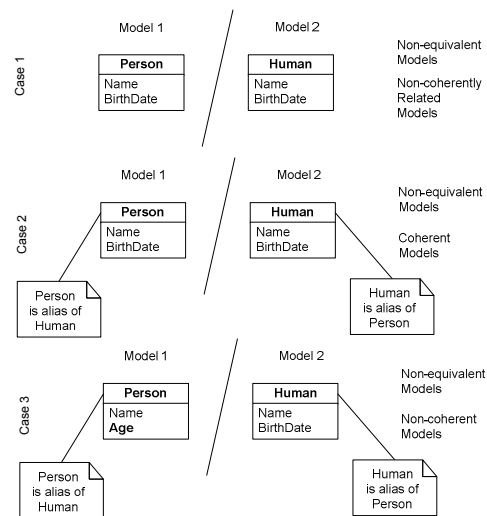 Case 1
Model 1
Model 2
Person
Name
BirthDate
Human
Name
BirthDate
Non-equivalent
Models
Non-coherently
Related
Models
Case 2
Model 1
Model 2
Person
Name
BirthDate
Human
Name
BirthDate
Non-equivalent
Models
Coherent
Models
Person
is alias of
Human
Human
is alias of
Person
Case 3
Model 1
Model 2
Person
Name
Age
Human
Name
BirthDate
Non-equivalent
Models
Non-coherent
Models
Person
is alias of
Human
Human
is alias of
Person